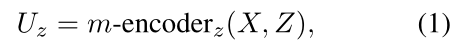 U_z = m-encoder_z(X, Z), (1)